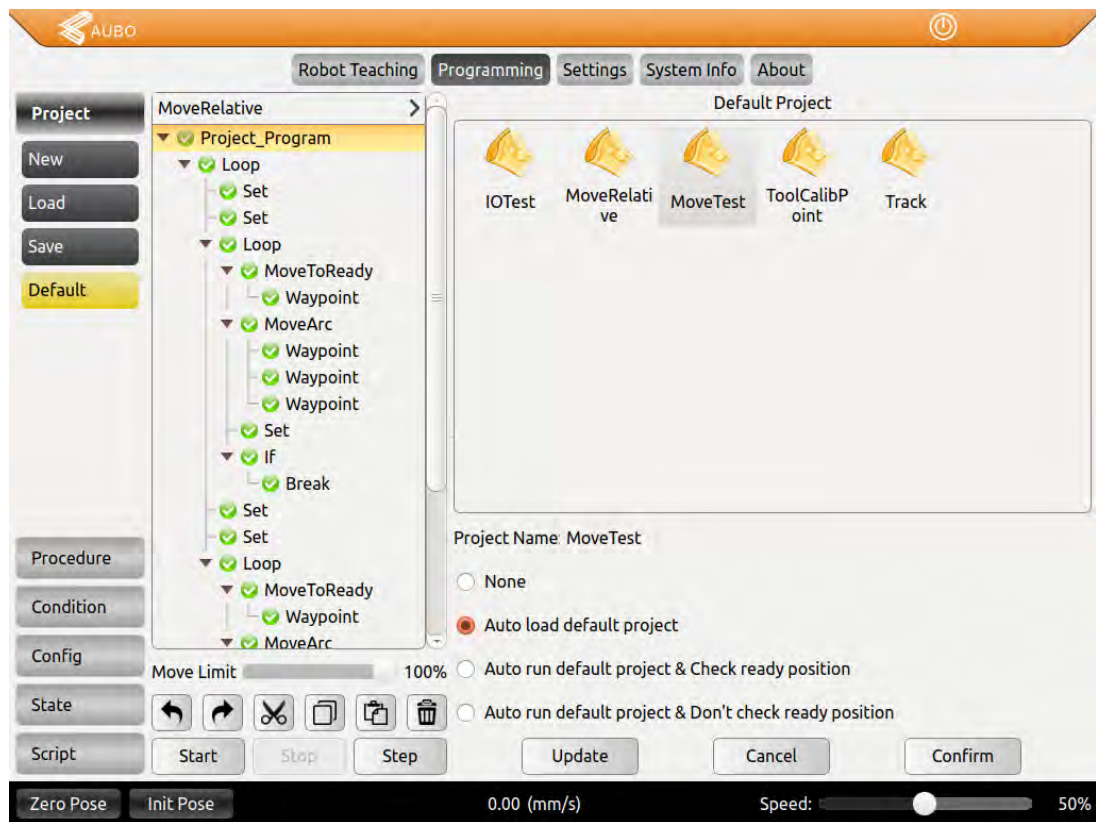 AUBO
Robot Teaching Programming Settings System Info About
Project
New
Load
Save
Default
Procedure
Condition
Config
State
Script
MoveRelative
Project_Program
Loop
Set
Set
Loop
MoveToReady
Waypoint
MoveArc
Waypoint
Waypoint
Waypoint
Set
If
Break
Set
Set
Loop
MoveToReady
Waypoint
MoveArc
Move Limit 100%
Start Stop Step
Default Project
IOTest
MoveRelati
ve
MoveTest
ToolCalibP
oint
Track
Project Name: MoveTest
None
Auto load default project
Auto run default project & Check ready position
Auto run default project & Don't check ready position
Update Cancel Confirm
Zero Pose Init Pose 0.00 (mm/s) Speed: 50%